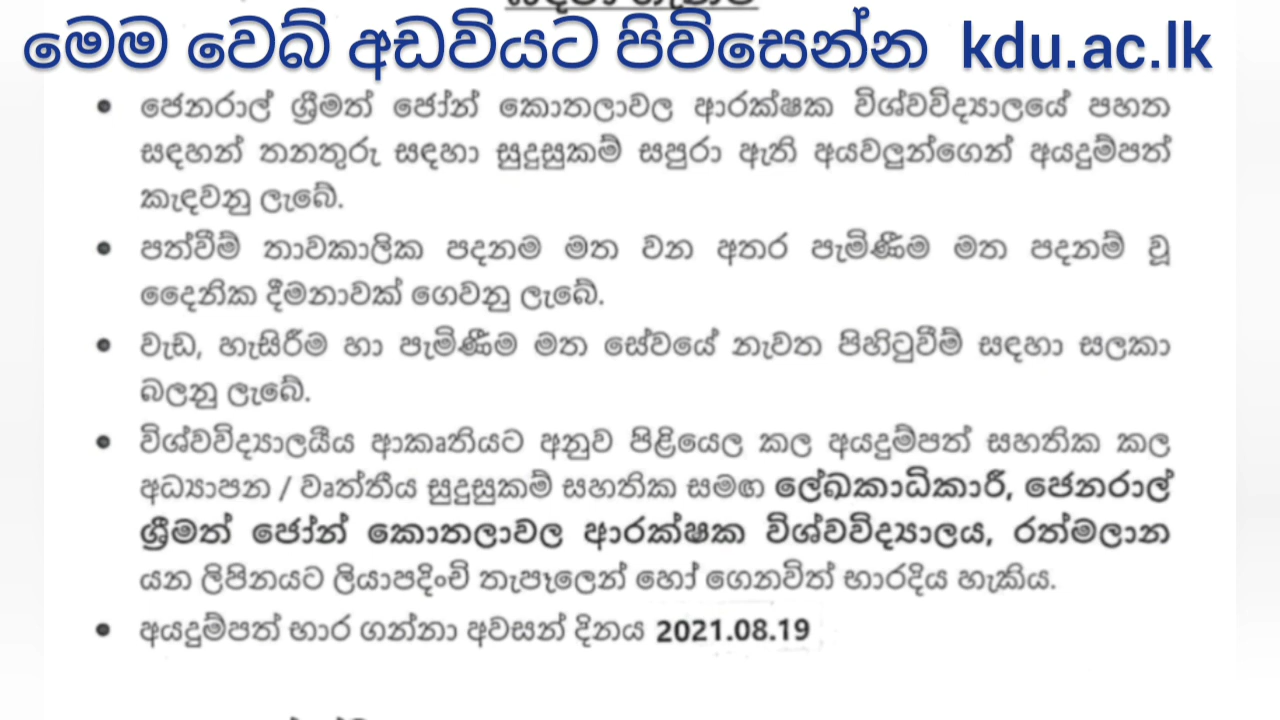 මෙම වෙබ් අඩවියට පිවිසෙන්න kdu.ac.lk
• ජෙනරාල් ශ්‍රීමත් ජෝන් කොතලාවල ආරක්ෂක විශ්වවිද්‍යාලයේ පහත
සඳහන් තනතුරු සඳහා සුදුසුකම් සපුරා ඇති අයවලුන්ගෙන් අයදුම්පත්
කැඳවනු ලැබේ.
• පත්වීම් තාවකාලික පදනම මත වන අතර පැමිණීම මත පදනම් වූ
දෛනික දීමනාවක් ගෙවනු ලැබේ.
• වැඩ, හැසිරීම හා පැමිණීම මත සේවයේ නැවත පිහිටුවීම් සඳහා සලකා
බලනු ලැබේ.
• විශ්වවිද්‍යාලයීය ආකෘතියට අනුව පිළියෙල කල අයදුම්පත් සහතික කල
අධ්‍යාපන / වෘත්තීය සුදුසුකම් සහතික සමඟ ලේඛකාධිකාරී, ජෙනරාල්
ශ්‍රීමත් ජෝන් කොතලාවල ආරක්ෂක විශ්වවිද්‍යාලය, රත්මලාන
යන ලිපිනයට ලියාපදිංචි තැපෑලෙන් හෝ ගෙනවිත් භාරදිය හැකිය.
• අයදුම්පත් භාර ගන්නා අවසන් දිනය 2021.08.19